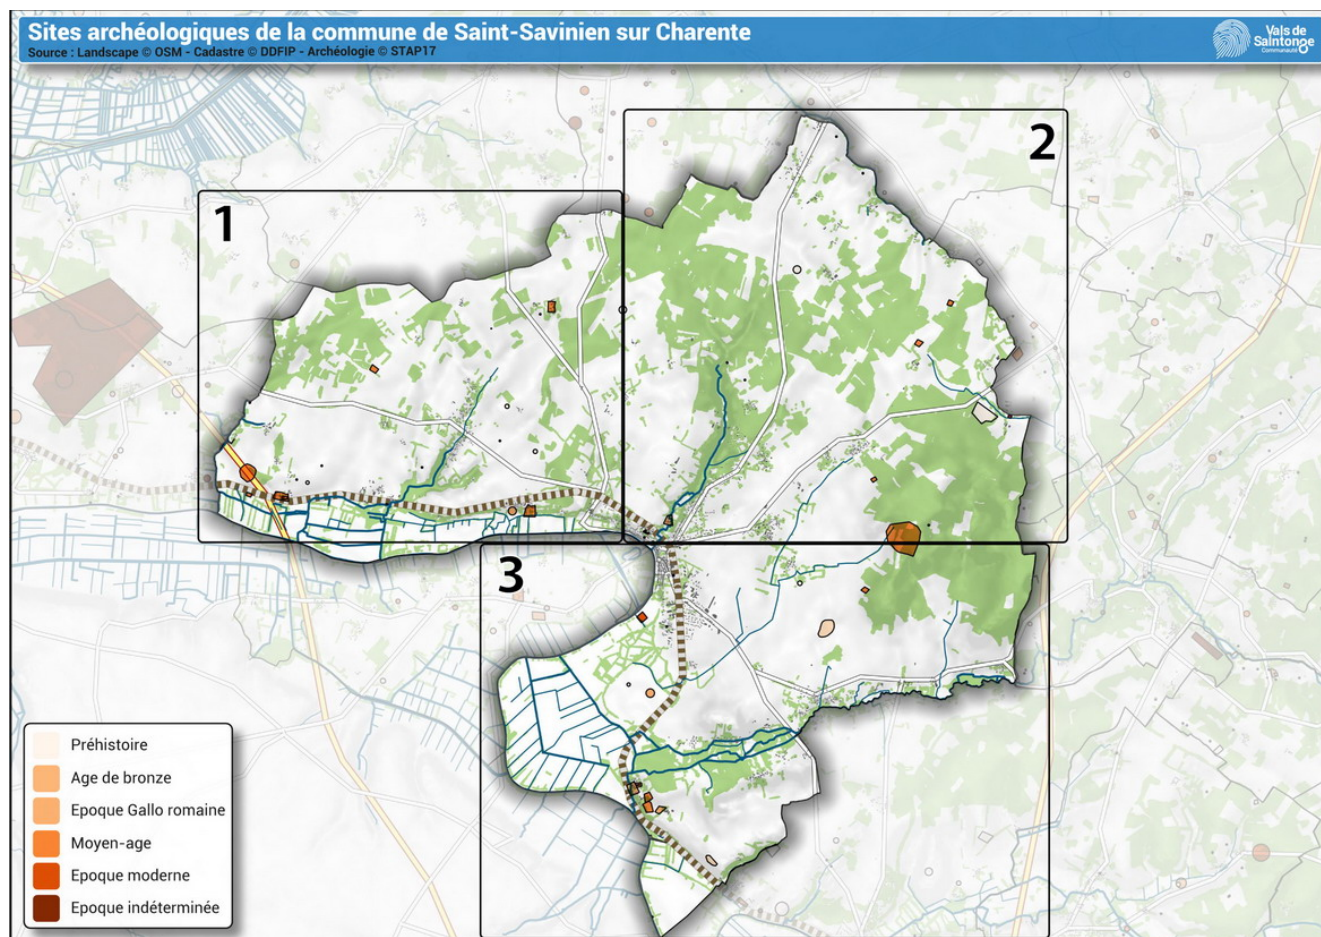 Sites archéologiques de la commune de Saint-Savinien sur Charente
Source : Landscape © OSM - Cadastre © DDFIP - Archéologie © STAP17
Vals de
Saintonge
Communauté
2
1
3
Préhistoire
Age de bronze
Epoque Gallo romaine
Moyen-age
Epoque moderne
Epoque indéterminée